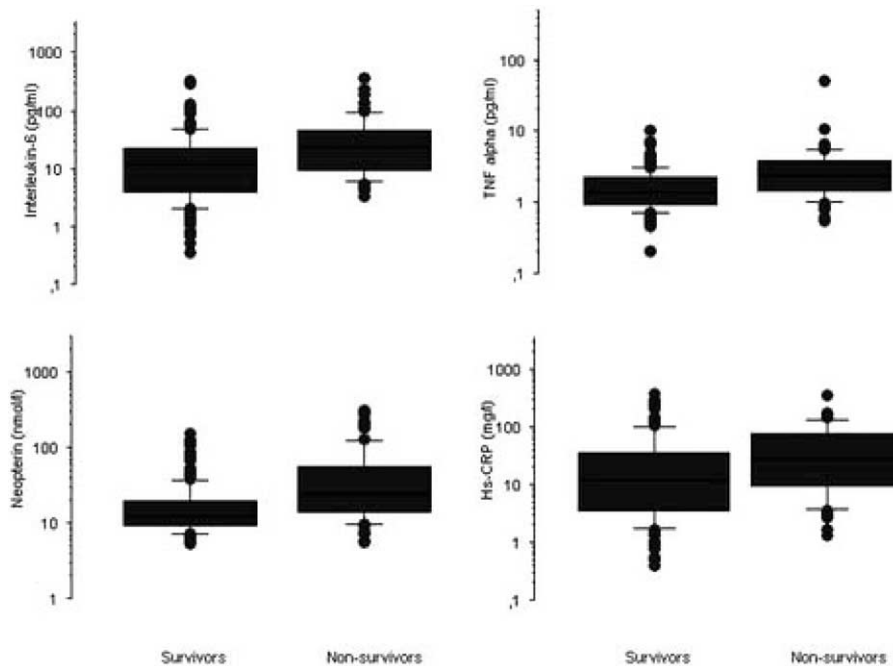 Interleukin-6 (pg/ml)
1000
100
10
1
,1
TNF alpha (pg/ml)
100
10
1
,1
Neopterin (nmol/l)
1000
100
10
1
Hs-CRP (mg/l)
1000
100
10
1
,1
Survivors
Non-survivors
Survivors
Non-survivors